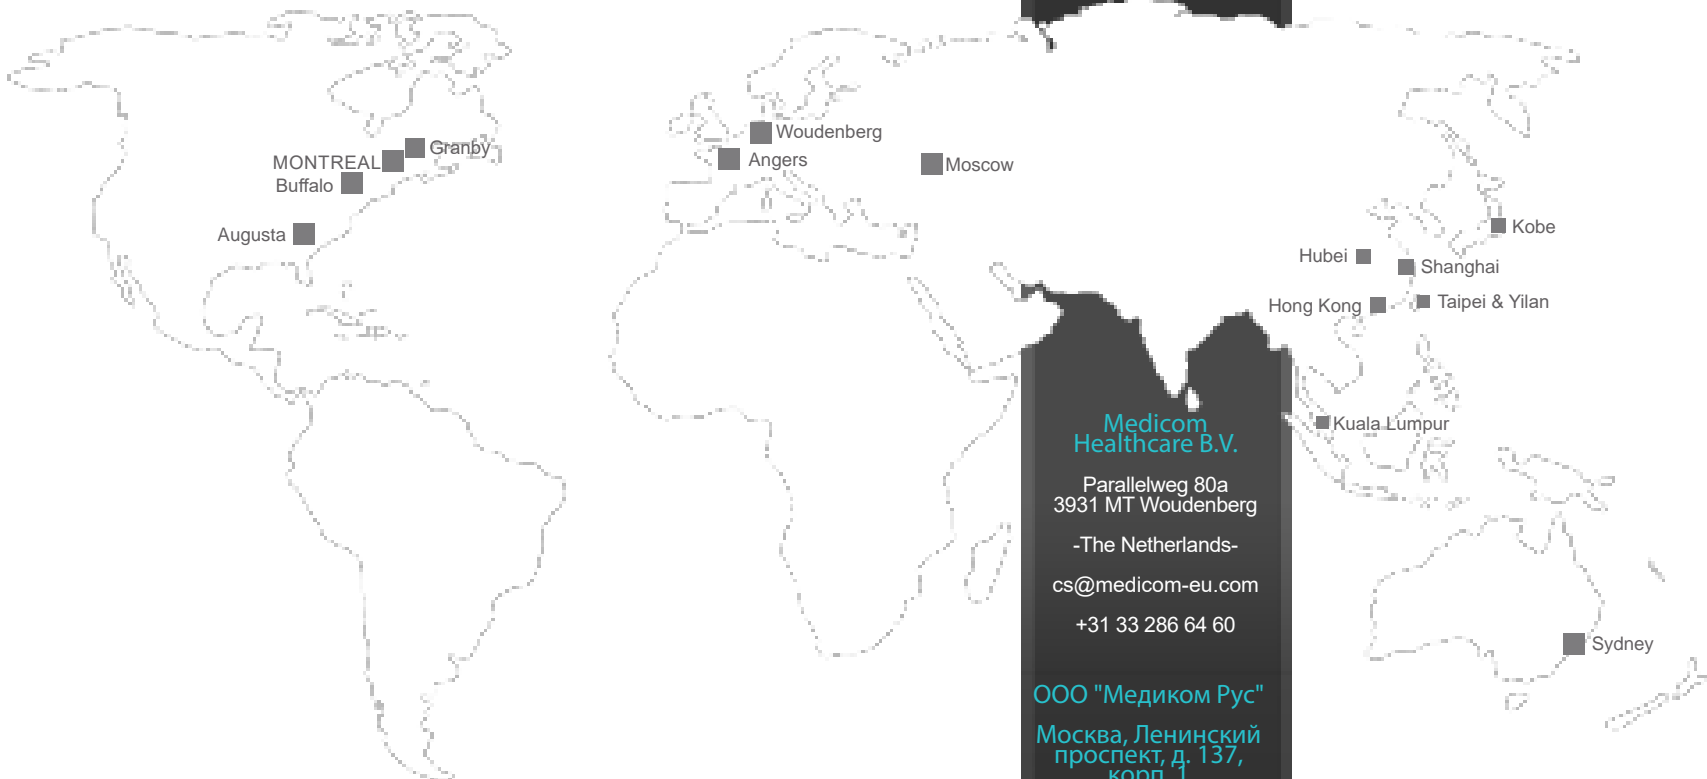 Granby
MONTREAL
Buffalo
Augusta
Woudenberg
Angers
Moscow
Kobe
Hubei
Shanghai
Hong Kong
Taipei & Yilan
Kuala Lumpur
Sydney
Medicom
Healthcare B.V.
Parallelweg 80a
3931 MT Woudenberg
-The Netherlands-
cs@medicom-eu.com
+31 33 286 64 60
ООО "Медиком Рус"
Москва, Ленинский
проспект, д. 137,
корп. 1